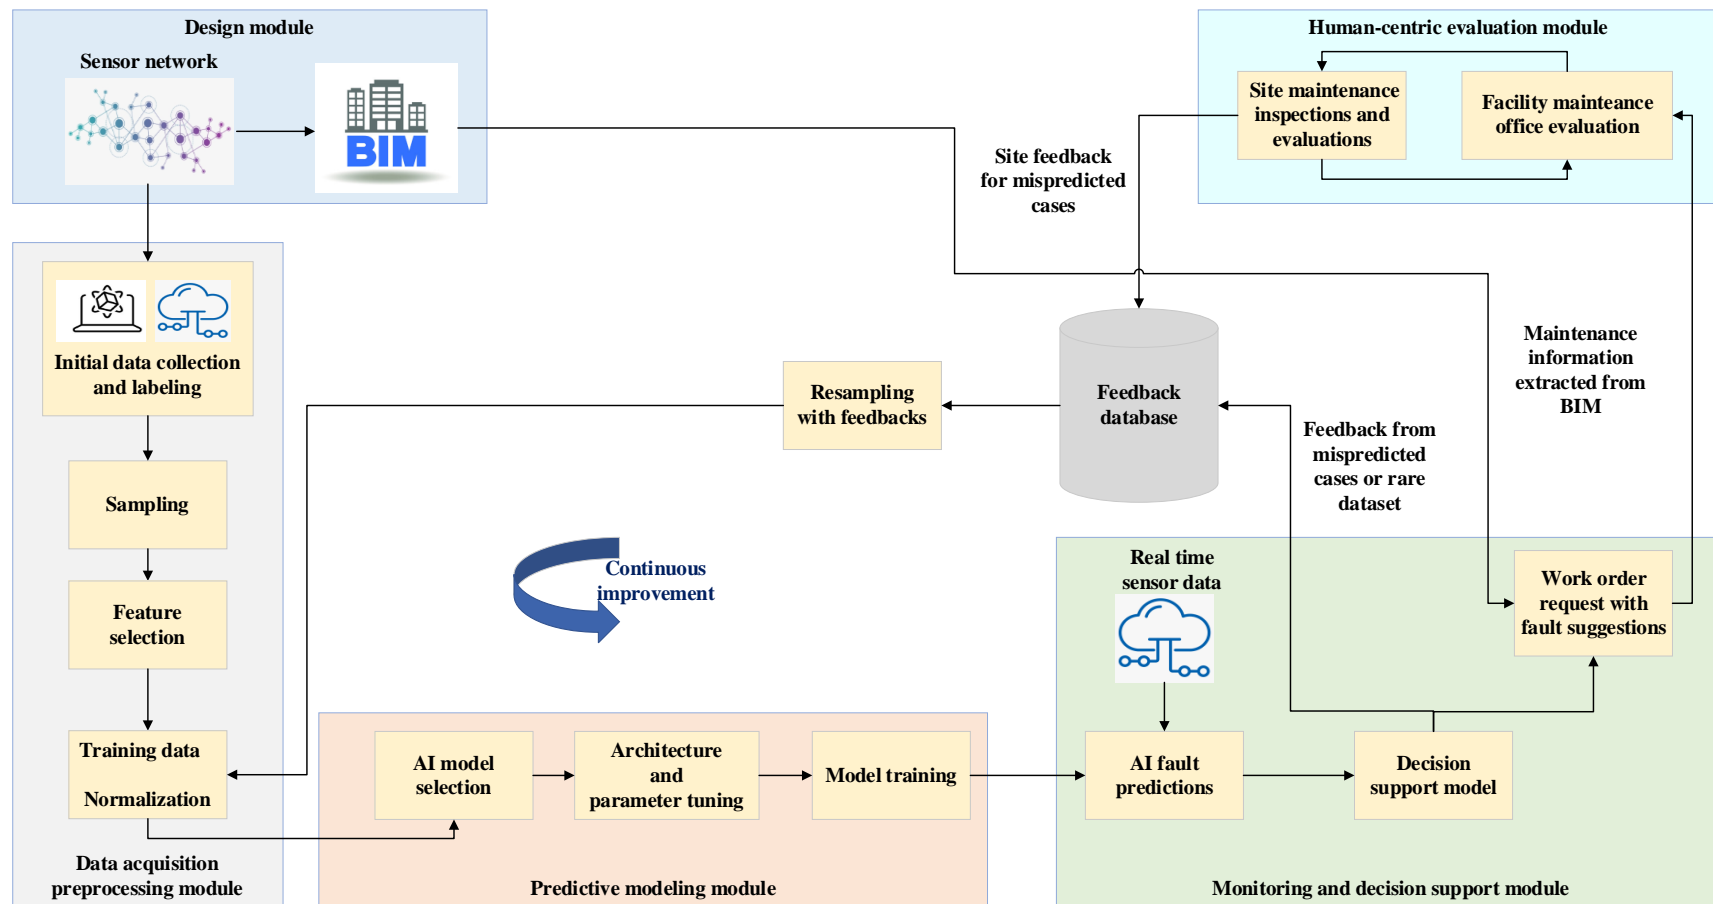 Design module
Sensor network
BIM
Human-centric evaluation module
Site maintenance
inspections and
evaluations
Facility mainteance
office evaluation
Site feedback
for mispredicted
cases
Initial data collection
and labeling
Sampling
Feature
selection
Training data
Normalization
Data acquisition
preprocessing module
Resampling
with feedbacks
Feedback
database
Maintenance
information
extracted from
BIM
Feedback from
mispredicted
cases or rare
dataset
Continuous
improvement
AI model
selection
Architecture
and
parameter tuning
Model training
Predictive modeling module
Real time
sensor data
Work order
request with
fault suggestions
AI fault
predictions
Decision
support model
Monitoring and decision support module